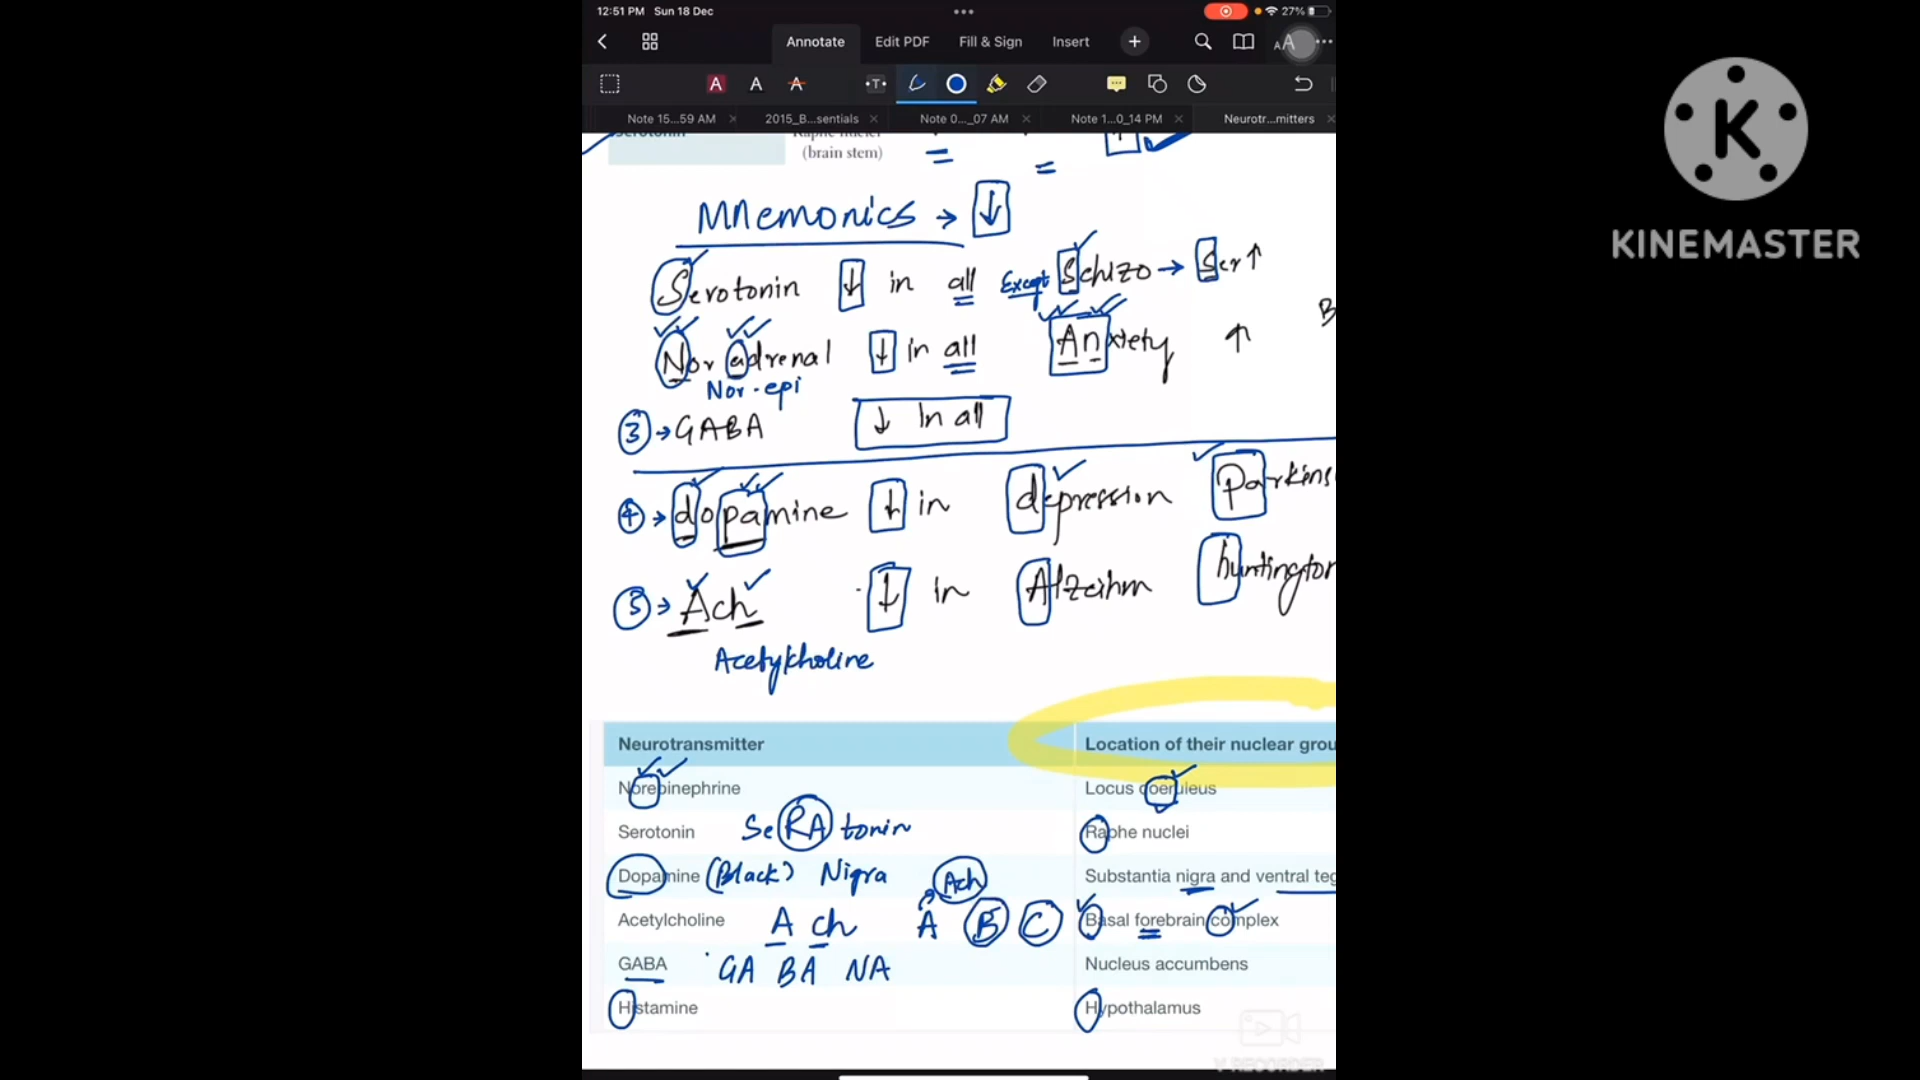 12:51 PM Sun 18 Dec
27%
Annotate Edit PDF Fill & Sign Insert
Note 15...59 AM 2015_B...sentials Note 0..._07 AM Note 1...0_14 PM Neurotr...mitters
(brain stem)
Mnemonics → ↓
Serotonin ↓ in all Except Schizo → Ser↑
Noradrenal ↓ in all Anxiety ↑
Nor-epi
③ → GABA ↓ In all
④ → dopamine ↓ in depression Parkins
⑤ → Ach ↓ in Alzeihm huntington
Acetylcholine
Neurotransmitter Location of their nuclear grou
Norepinephrine Locus coeruleus
Serotonin SeRAtonin Raphe nuclei
Dopamine (Black) Nigra Substantia nigra and ventral teg
Ach
Acetylcholine A ch A B C Basal forebrain complex
GABA GA BA NA Nucleus accumbens
Histamine Hypothalamus
V RECORDER
K
KINEMASTER